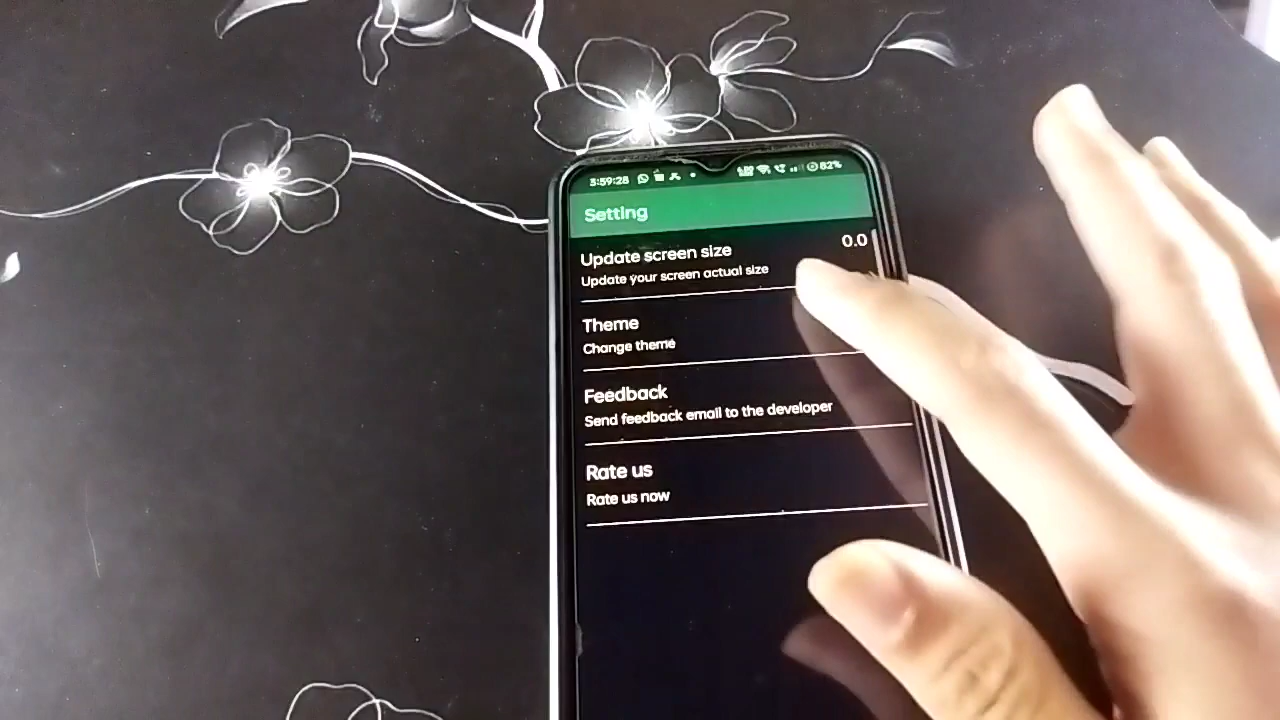 3:59:28 82%
Setting
Update screen size 0.0
Update your screen actual size
Theme
Change theme
Feedback
Send feedback email to the developer
Rate us
Rate us now